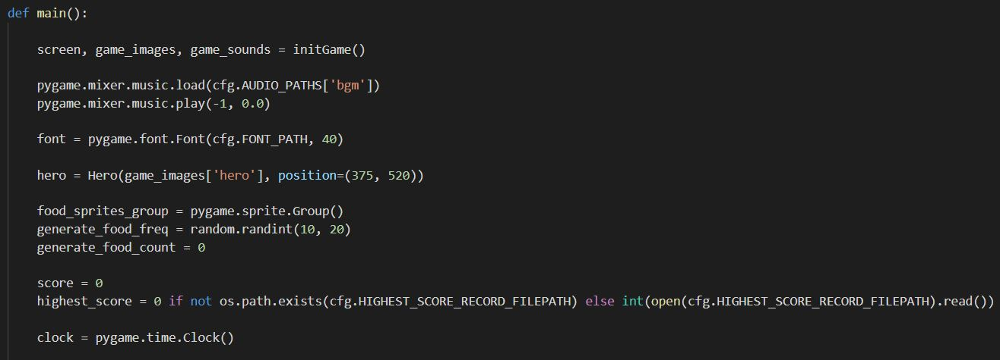 def main():
screen, game_images, game_sounds = initGame()
pygame.mixer.music.load(cfg.AUDIO_PATHS['bgm'])
pygame.mixer.music.play(-1, 0.0)
font = pygame.font.Font(cfg.FONT_PATH, 40)
hero = Hero(game_images['hero'], position=(375, 520))
food_sprites_group = pygame.sprite.Group()
generate_food_freq = random.randint(10, 20)
generate_food_count = 0
score = 0
highest_score = 0 if not os.path.exists(cfg.HIGHEST_SCORE_RECORD_FILEPATH) else int(open(cfg.HIGHEST_SCORE_RECORD_FILEPATH).read())
clock = pygame.time.Clock()